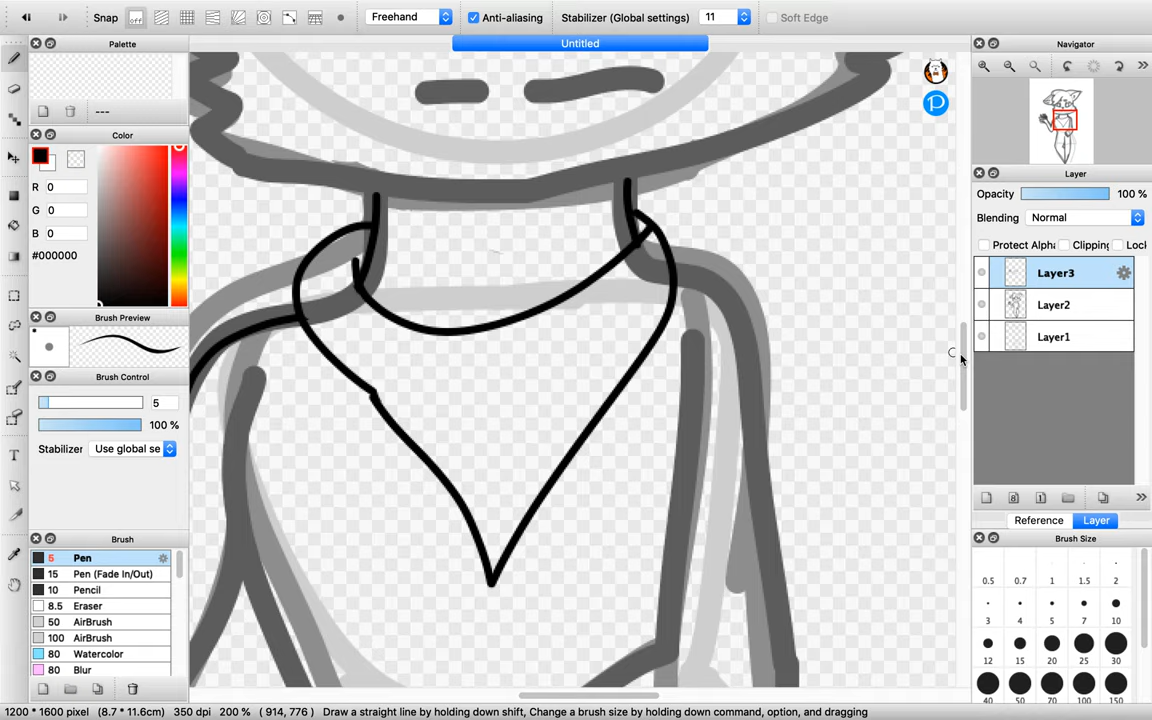 Snap off Freehand Anti-aliasing Stabilizer (Global settings) 11 Soft Edge
Untitled
Palette
---
Color
R 0
G 0
B 0
#000000
Brush Preview
Brush Control
5
100 %
Stabilizer Use global se
Brush
5 Pen
15 Pen (Fade In/Out)
10 Pencil
8.5 Eraser
50 AirBrush
100 AirBrush
80 Watercolor
80 Blur
Navigator
Layer
Opacity 100 %
Blending Normal
Protect Alpha Clipping Lock
Layer3
Layer2
Layer1
Reference Layer
Brush Size
0.5 0.7 1 1.5 2
3 4 5 7 10
12 15 20 25 30
40 50 70 100 150
1200 * 1600 pixel (8.7 * 11.6cm) 350 dpi 200 % ( 914, 776 ) Draw a straight line by holding down shift, Change a brush size by holding down command, option, and dragging